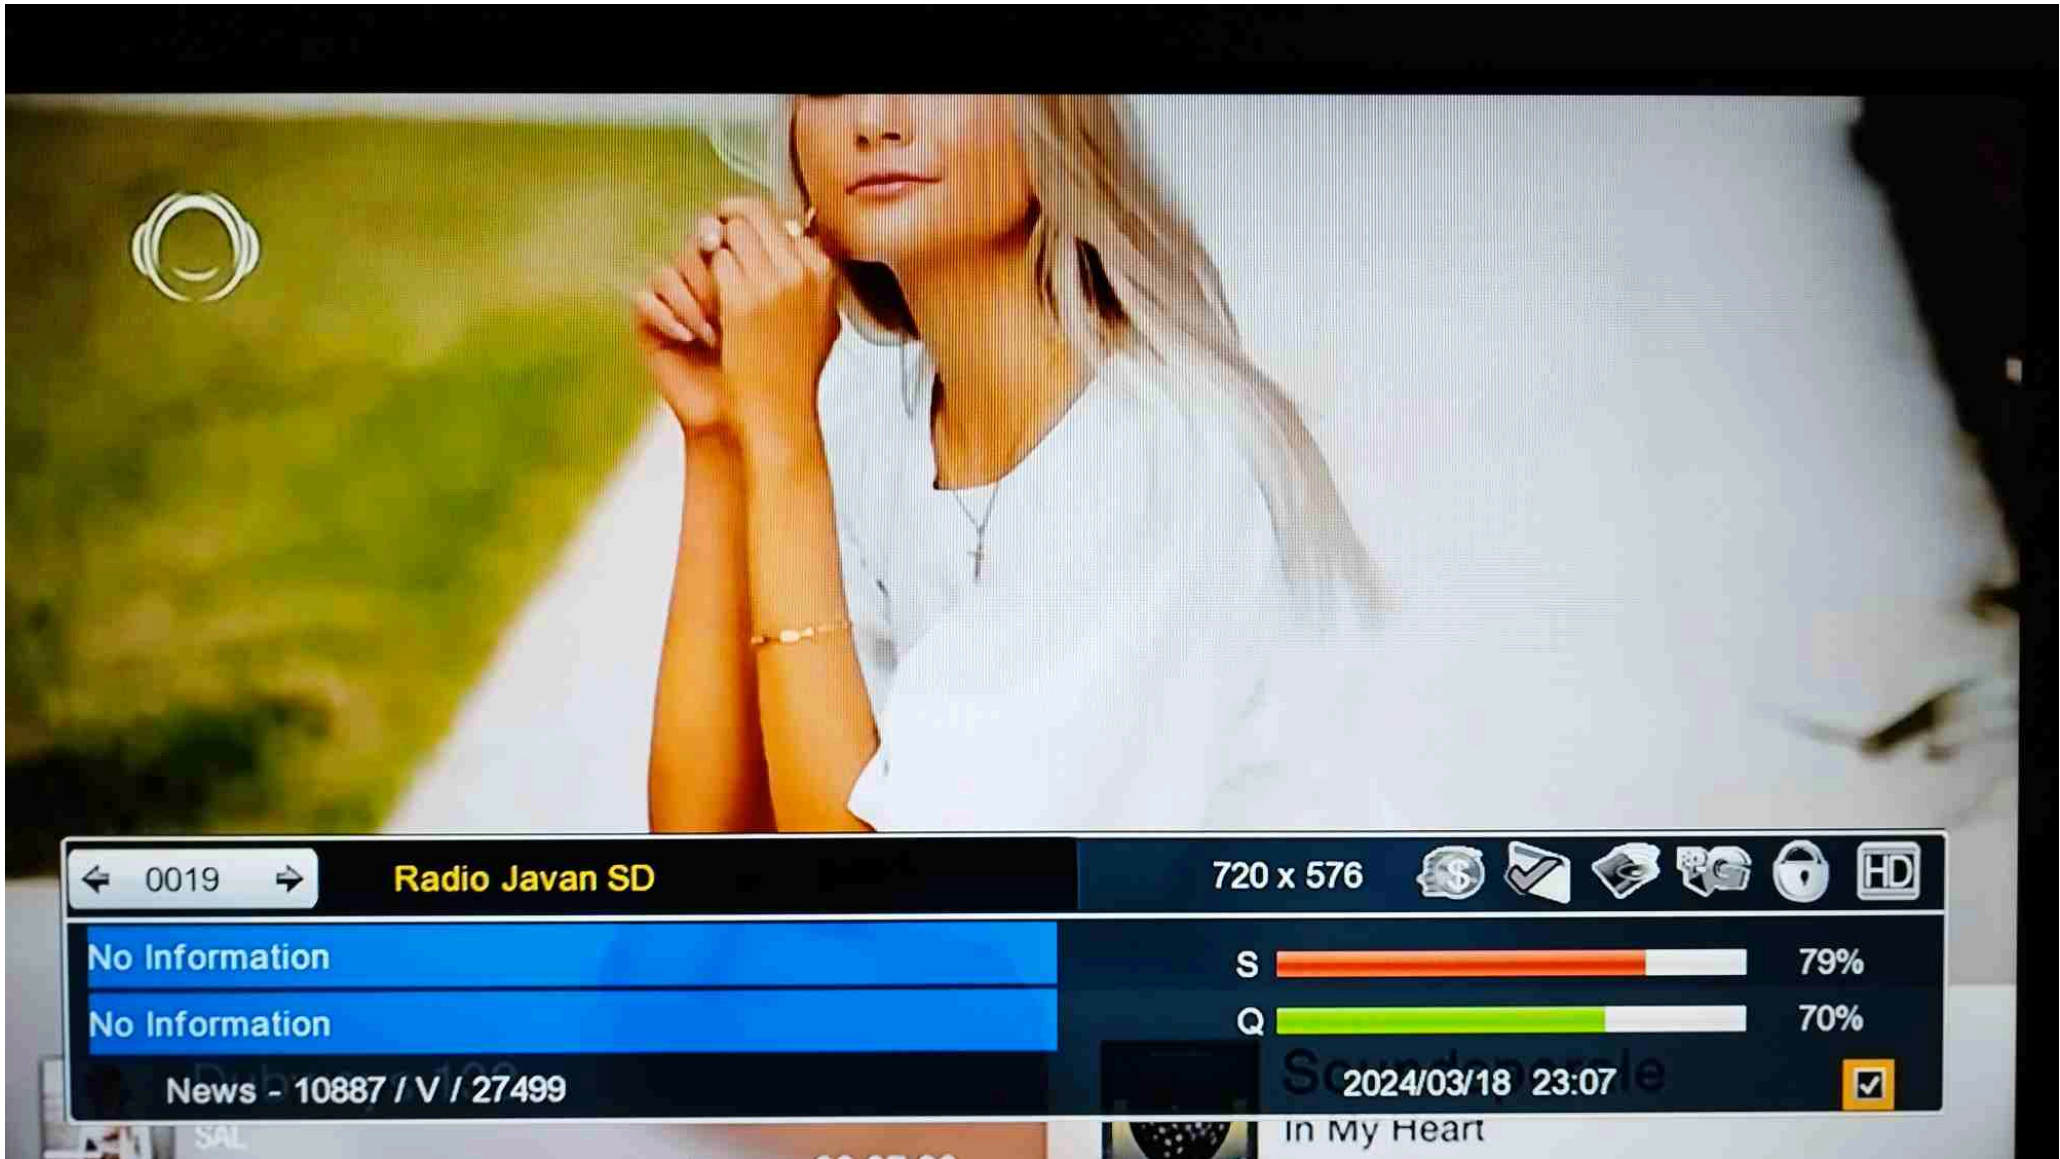 0019
Radio Javan SD
720 x 576
HD
No Information
S 79%
No Information
Q 70%
News - 10887 / V / 27499
2024/03/18 23:07
SAL
In My Heart